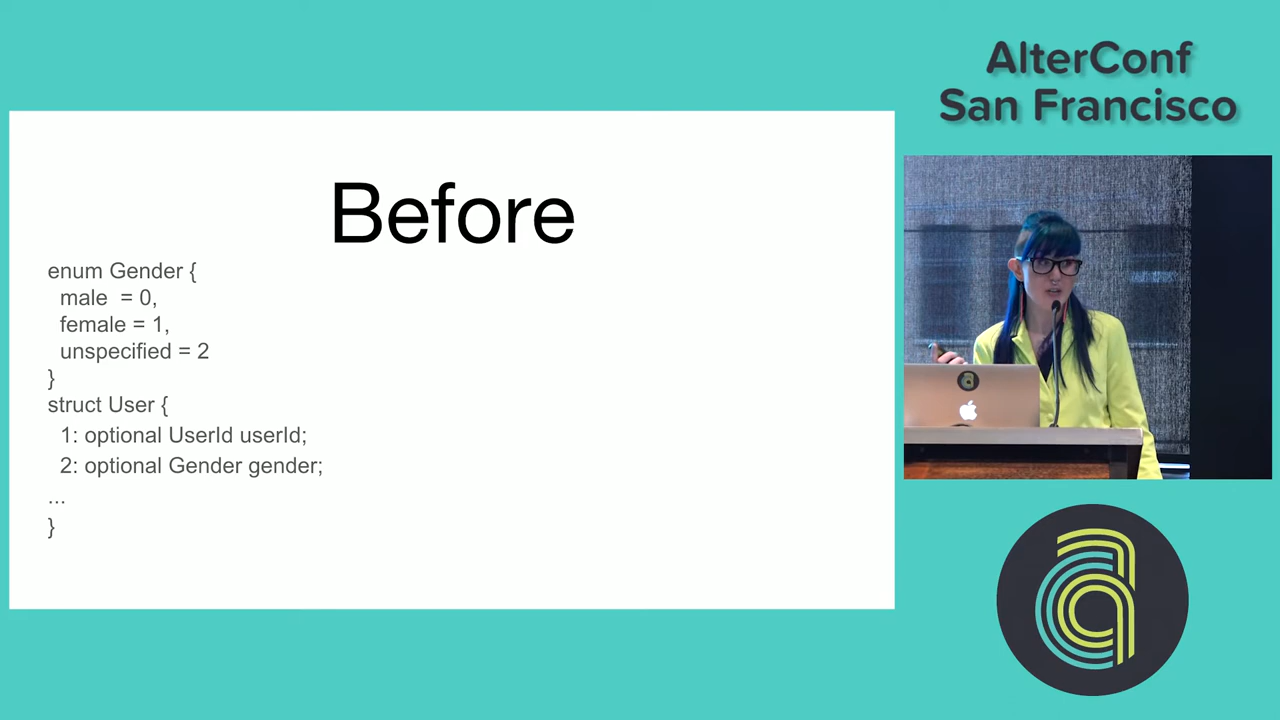 AlterConf
San Francisco
Before
enum Gender {
male = 0,
female = 1,
unspecified = 2
}
struct User {
1: optional UserId userId;
2: optional Gender gender;
...
}